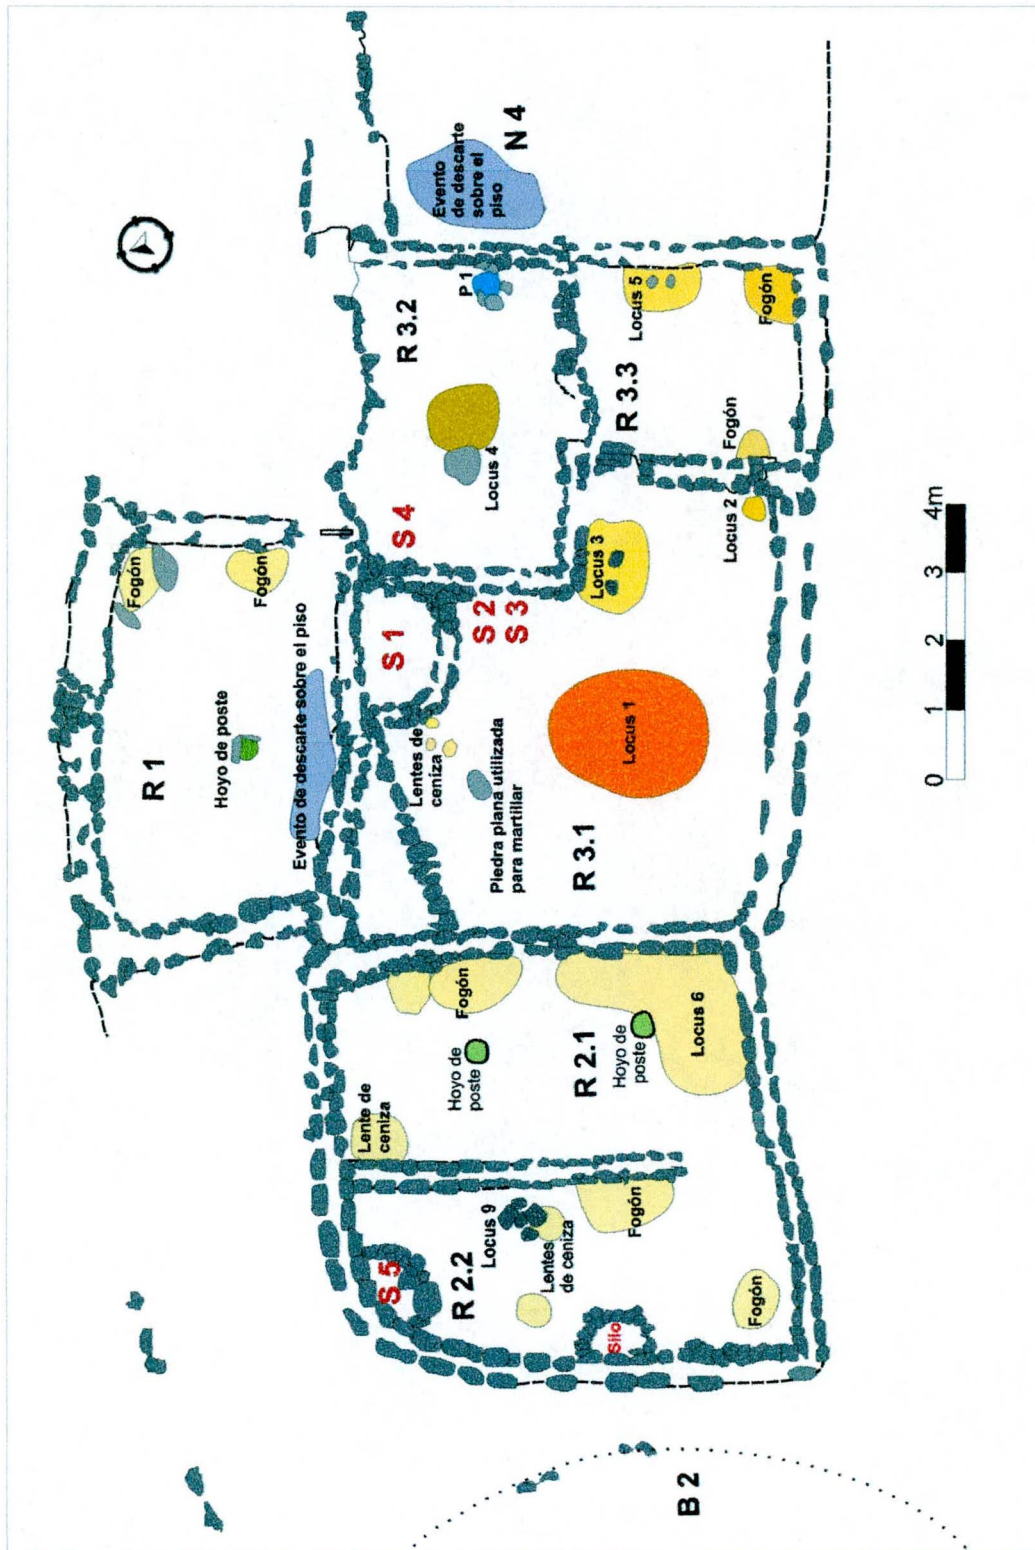 R 1
Hoyo de poste
Fogón
Fogón
Evento de descarte sobre el piso
Evento
de descarte
sobre el
piso
N 4
R 3.2
P 1
Locus 4
S 4
S 1
S 2
S 3
Lentes de
ceniza
Piedra plana utilizada
para martillar
R 3.1
Locus 1
Locus 3
Locus 2
R 3.3
Locus 5
Fogón
Fogón
Lente de
ceniza
Fogón
Hoyo de
poste
R 2.1
Hoyo de
poste
Locus 6
S 5
R 2.2
Locus 9
Lentes
de ceniza
Fogón
Silo
Fogón
B 2
0 1 2 3 4m